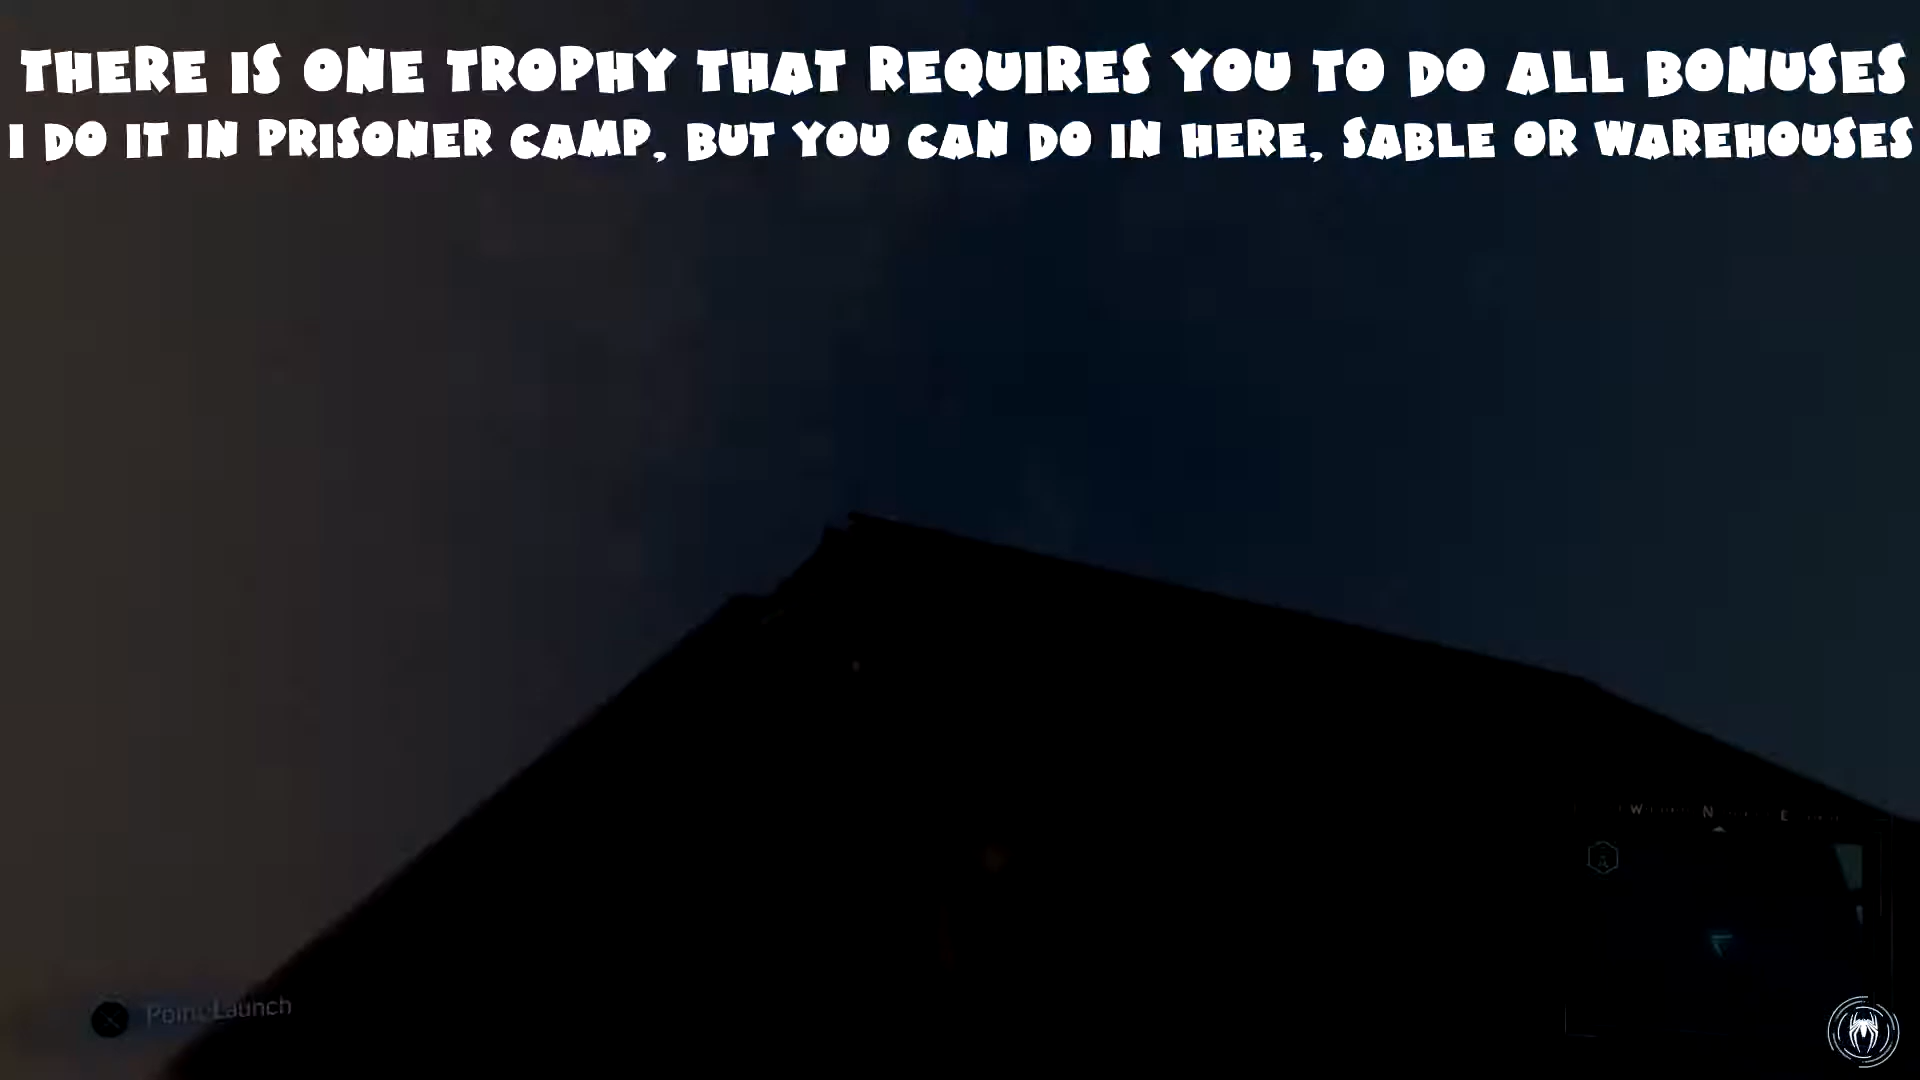 THERE IS ONE TROPHY THAT REQUIRES YOU TO DO ALL BONUSES
I DO IT IN PRISONER CAMP, BUT YOU CAN DO IN HERE, SABLE OR WAREHOUSES
W N E
Point Launch